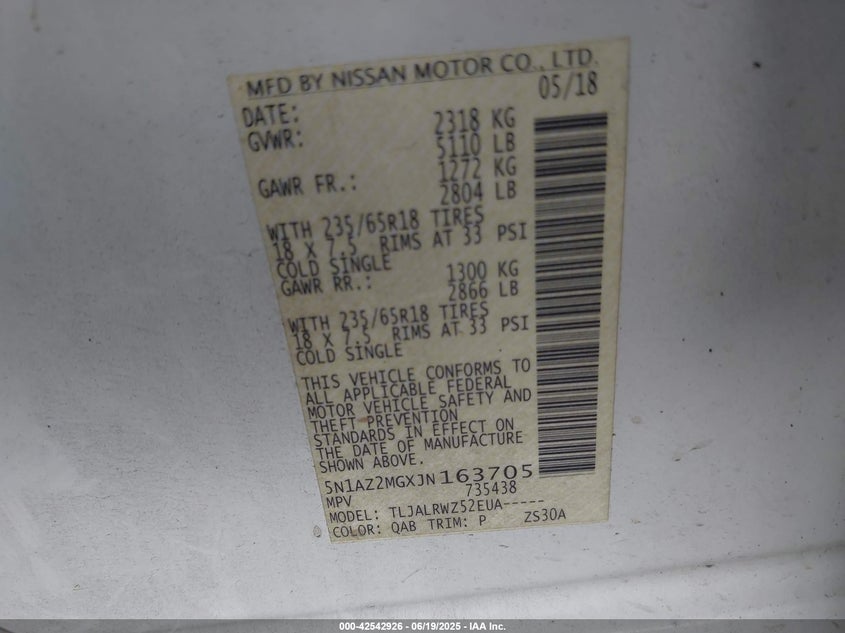 MFD BY NISSAN MOTOR CO., LTD.
DATE: 05/18
GVWR: 2318 KG
5110 LB
GAWR FR.: 1272 KG
2804 LB
WITH 235/65R18 TIRES
18 X 7.5 RIMS AT 33 PSI
COLD SINGLE
GAWR RR.: 1300 KG
2866 LB
WITH 235/65R18 TIRES
18 X 7.5 RIMS AT 33 PSI
COLD SINGLE
THIS VEHICLE CONFORMS TO
ALL APPLICABLE FEDERAL
MOTOR VEHICLE SAFETY AND
THEFT PREVENTION
STANDARDS IN EFFECT ON
THE DATE OF MANUFACTURE
SHOWN ABOVE.
5N1AZ2MGXJN163705
MPV 735438
MODEL: TLJALRWZ52EUA-----
COLOR: QAB TRIM: P ZS30A
000-42542926 - 06/19/2025 - IAA Inc.